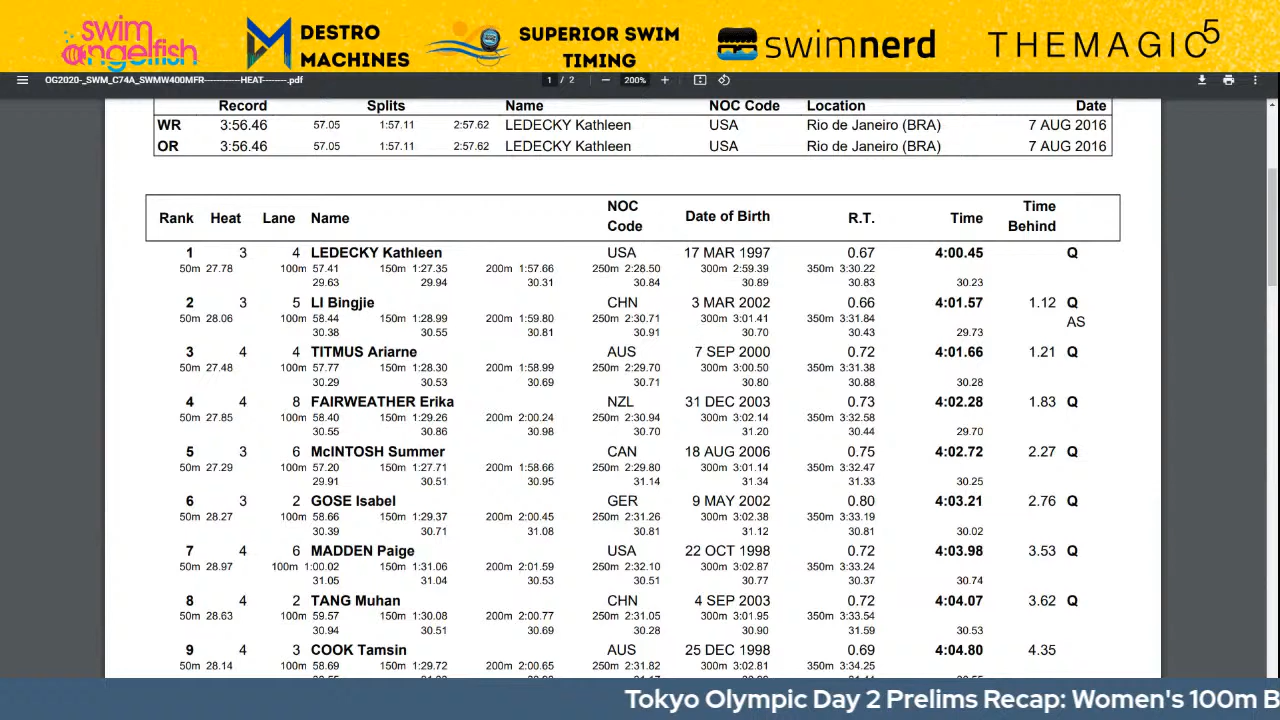 swim angelfish
DESTRO MACHINES
SUPERIOR SWIM TIMING
swimnerd
THEMAGIC5
OG2020-_SWM_C74A_SWMW400MFR------------HEAT--------.pdf 1 / 2 200%
Record Splits Name NOC Code Location Date
WR 3:56.46 57.05 1:57.11 2:57.62 LEDECKY Kathleen USA Rio de Janeiro (BRA) 7 AUG 2016
OR 3:56.46 57.05 1:57.11 2:57.62 LEDECKY Kathleen USA Rio de Janeiro (BRA) 7 AUG 2016
Rank Heat Lane Name NOC Code Date of Birth R.T. Time Time Behind
1 3 4 LEDECKY Kathleen USA 17 MAR 1997 0.67 4:00.45 Q
50m 27.78 100m 57.41 150m 1:27.35 200m 1:57.66 250m 2:28.50 300m 2:59.39 350m 3:30.22
29.63 29.94 30.31 30.84 30.89 30.83 30.23
2 3 5 LI Bingjie CHN 3 MAR 2002 0.66 4:01.57 1.12 Q
50m 28.06 100m 58.44 150m 1:28.99 200m 1:59.80 250m 2:30.71 300m 3:01.41 350m 3:31.84 AS
30.38 30.55 30.81 30.91 30.70 30.43 29.73
3 4 4 TITMUS Ariarne AUS 7 SEP 2000 0.72 4:01.66 1.21 Q
50m 27.48 100m 57.77 150m 1:28.30 200m 1:58.99 250m 2:29.70 300m 3:00.50 350m 3:31.38
30.29 30.53 30.69 30.71 30.80 30.88 30.28
4 4 8 FAIRWEATHER Erika NZL 31 DEC 2003 0.73 4:02.28 1.83 Q
50m 27.85 100m 58.40 150m 1:29.26 200m 2:00.24 250m 2:30.94 300m 3:02.14 350m 3:32.58
30.55 30.86 30.98 30.70 31.20 30.44 29.70
5 3 6 McINTOSH Summer CAN 18 AUG 2006 0.75 4:02.72 2.27 Q
50m 27.29 100m 57.20 150m 1:27.71 200m 1:58.66 250m 2:29.80 300m 3:01.14 350m 3:32.47
29.91 30.51 30.95 31.14 31.34 31.33 30.25
6 3 2 GOSE Isabel GER 9 MAY 2002 0.80 4:03.21 2.76 Q
50m 28.27 100m 58.66 150m 1:29.37 200m 2:00.45 250m 2:31.26 300m 3:02.38 350m 3:33.19
30.39 30.71 31.08 30.81 31.12 30.81 30.02
7 4 6 MADDEN Paige USA 22 OCT 1998 0.72 4:03.98 3.53 Q
50m 28.97 100m 1:00.02 150m 1:31.06 200m 2:01.59 250m 2:32.10 300m 3:02.87 350m 3:33.24
31.05 31.04 30.53 30.51 30.77 30.37 30.74
8 4 2 TANG Muhan CHN 4 SEP 2003 0.72 4:04.07 3.62 Q
50m 28.63 100m 59.57 150m 1:30.08 200m 2:00.77 250m 2:31.05 300m 3:01.95 350m 3:33.54
30.94 30.51 30.69 30.28 30.90 31.59 30.53
9 4 3 COOK Tamsin AUS 25 DEC 1998 0.69 4:04.80 4.35
50m 28.14 100m 58.69 150m 1:29.72 200m 2:00.65 250m 2:31.82 300m 3:02.81 350m 3:34.25
Tokyo Olympic Day 2 Prelims Recap: Women's 100m B